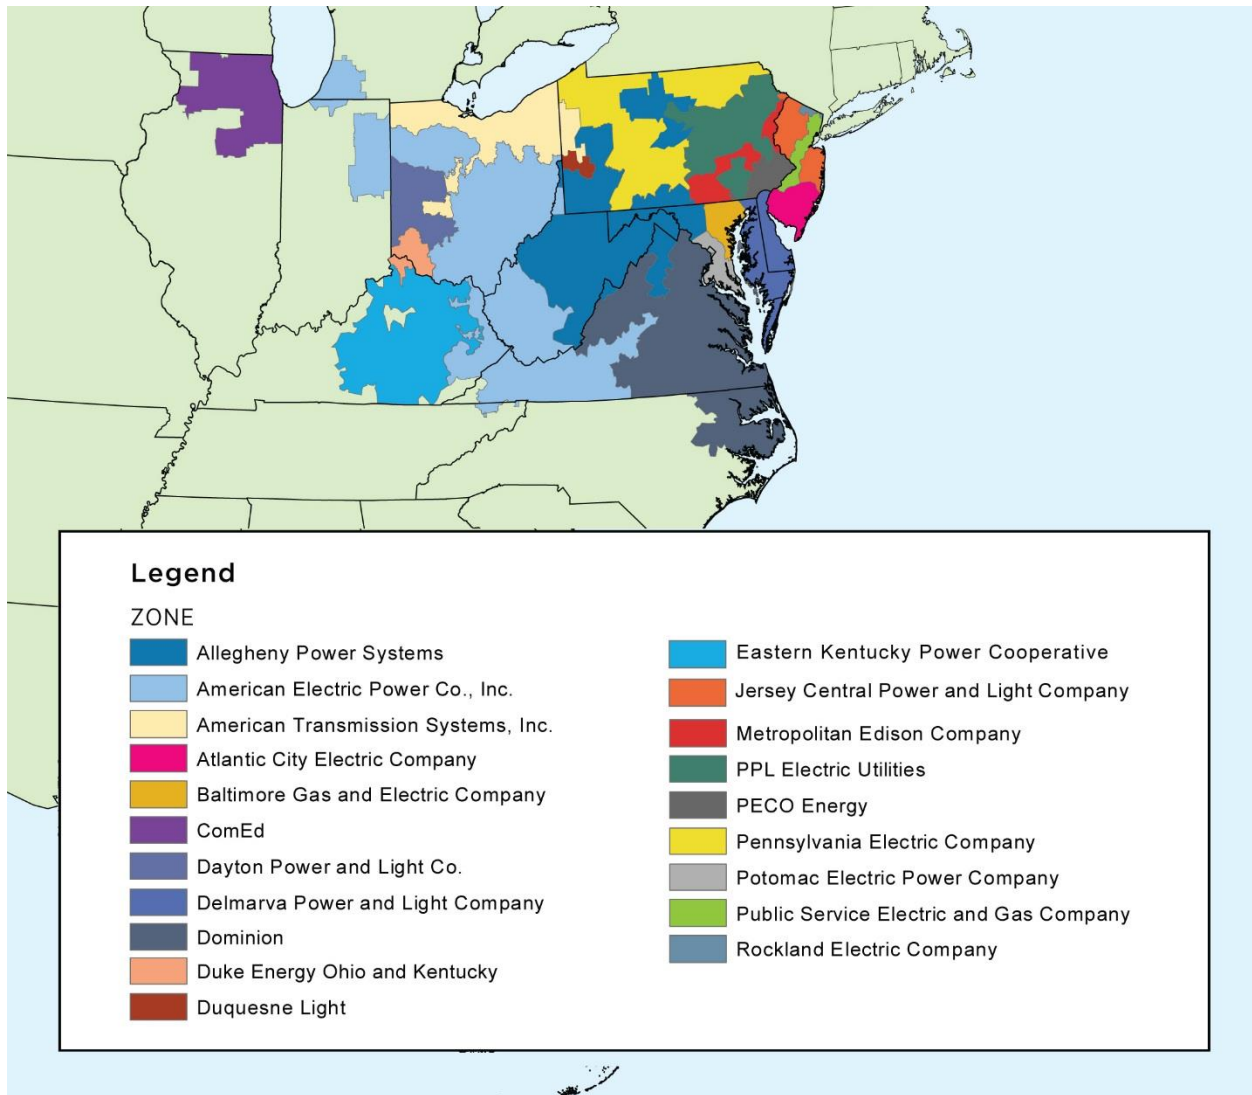 Legend
ZONE
Allegheny Power Systems
American Electric Power Co., Inc.
American Transmission Systems, Inc.
Atlantic City Electric Company
Baltimore Gas and Electric Company
ComEd
Dayton Power and Light Co.
Delmarva Power and Light Company
Dominion
Duke Energy Ohio and Kentucky
Duquesne Light
Eastern Kentucky Power Cooperative
Jersey Central Power and Light Company
Metropolitan Edison Company
PPL Electric Utilities
PECO Energy
Pennsylvania Electric Company
Potomac Electric Power Company
Public Service Electric and Gas Company
Rockland Electric Company